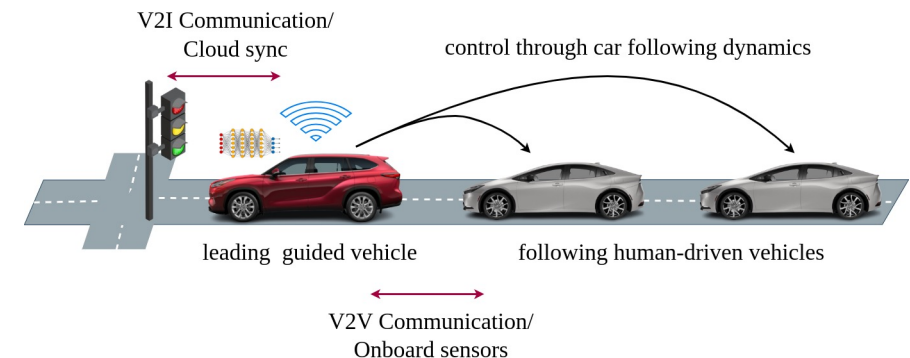 V2I Communication/
Cloud sync
control through car following dynamics
leading guided vehicle
following human-driven vehicles
V2V Communication/
Onboard sensors